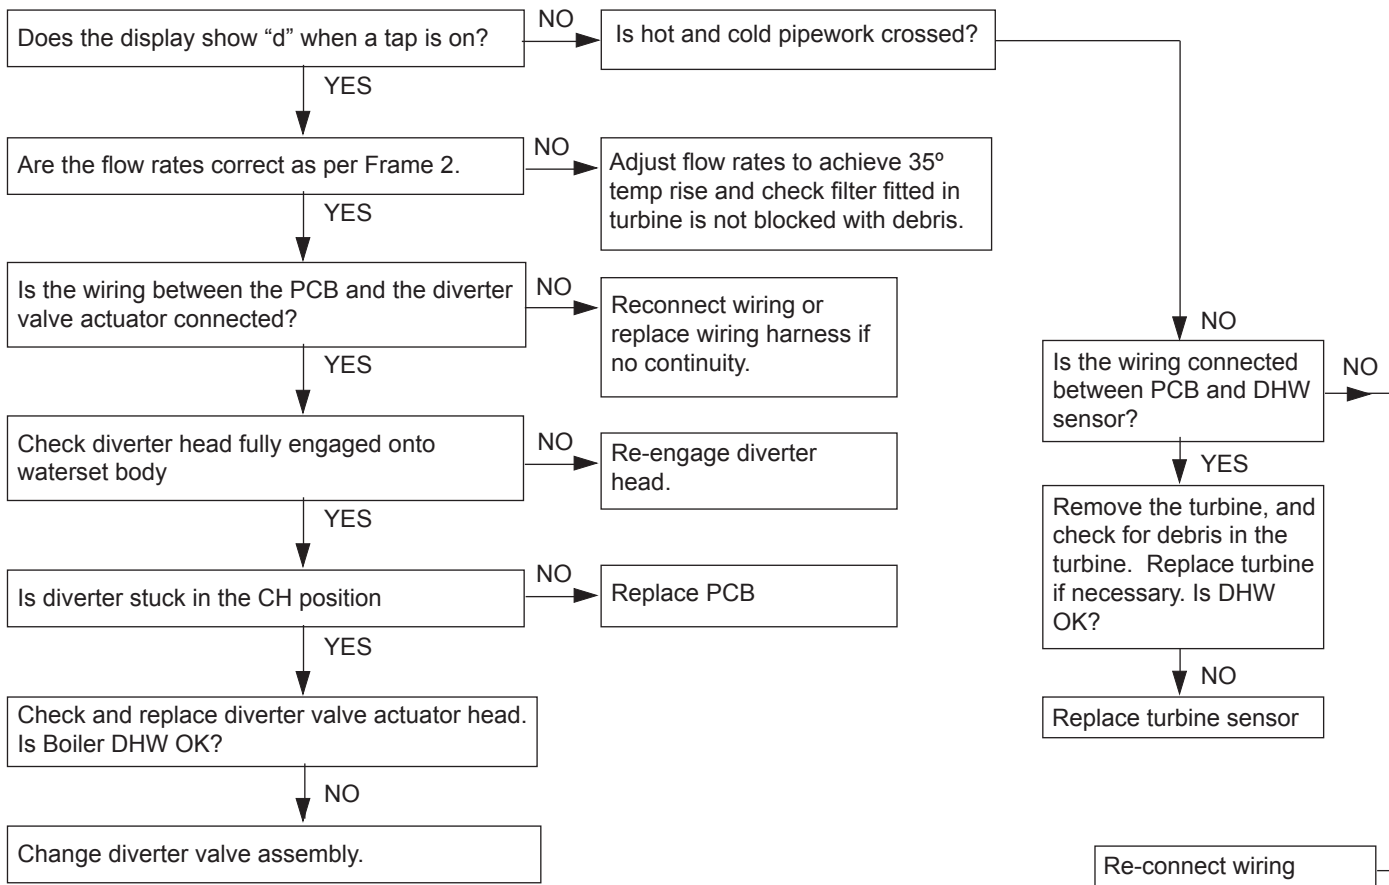 Does the display show “d” when a tap is on?
NO
Is hot and cold pipework crossed?
YES
Are the flow rates correct as per Frame 2.
NO
Adjust flow rates to achieve 35º
temp rise and check filter fitted in
turbine is not blocked with debris.
YES
Is the wiring between the PCB and the diverter
valve actuator connected?
NO
Reconnect wiring or
replace wiring harness if
no continuity.
YES
Check diverter head fully engaged onto
waterset body
NO
Re-engage diverter
head.
YES
Is diverter stuck in the CH position
NO
Replace PCB
YES
Check and replace diverter valve actuator head.
Is Boiler DHW OK?
NO
Change diverter valve assembly.
NO
Is the wiring connected
between PCB and DHW
sensor?
NO
YES
Remove the turbine, and
check for debris in the
turbine.  Replace turbine
if necessary. Is DHW
OK?
NO
Replace turbine sensor
Re-connect wiring